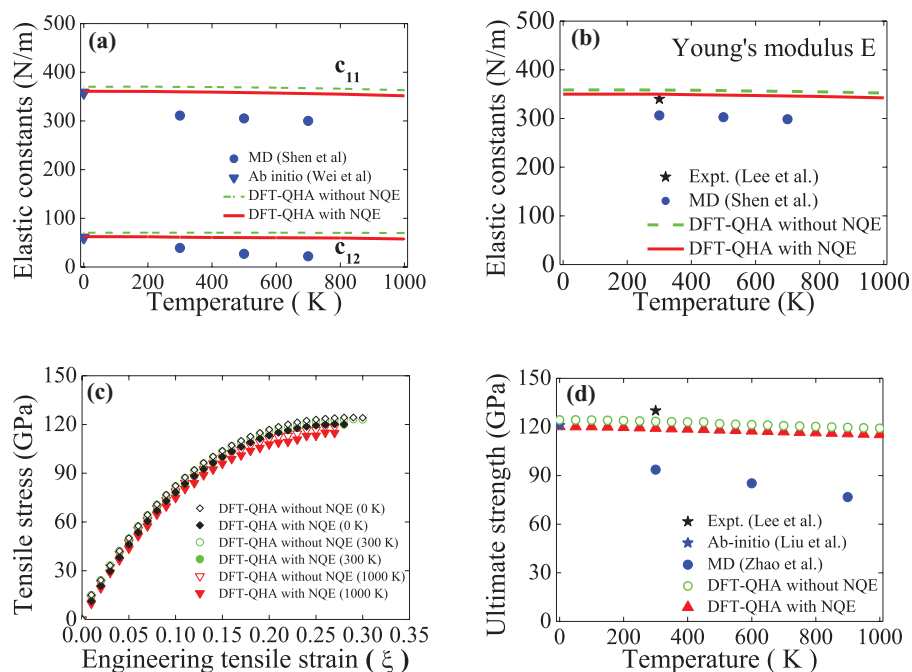 (a)
c11
c12
MD (Shen et al)
Ab initio (Wei et al)
DFT-QHA without NQE
DFT-QHA with NQE
Elastic constants (N/m)
500
400
300
200
100
0
0 200 400 600 800 1000
Temperature ( K)
(b)
Young's modulus E
Expt. (Lee et al.)
MD (Shen et al.)
DFT-QHA without NQE
DFT-QHA with NQE
Elastic constants (N/m)
500
400
300
200
100
0
0 200 400 600 800 1000
Temperature ( K)
(c)
DFT-QHA without NQE (0 K)
DFT-QHA with NQE (0 K)
DFT-QHA without NQE (300 K)
DFT-QHA with NQE (300 K)
DFT-QHA without NQE (1000 K)
DFT-QHA with NQE (1000 K)
Tensile stress (GPa)
150
120
90
60
30
0
0.00 0.05 0.10 0.15 0.20 0.25 0.30 0.35
Engineering tensile strain ( ξ )
(d)
Expt. (Lee et al.)
Ab-initio (Liu et al.)
MD (Zhao et al.)
DFT-QHA without NQE
DFT-QHA with NQE
Ultimate strength (GPa)
150
120
90
60
30
0
0 200 400 600 800 1000
Temperature ( K)